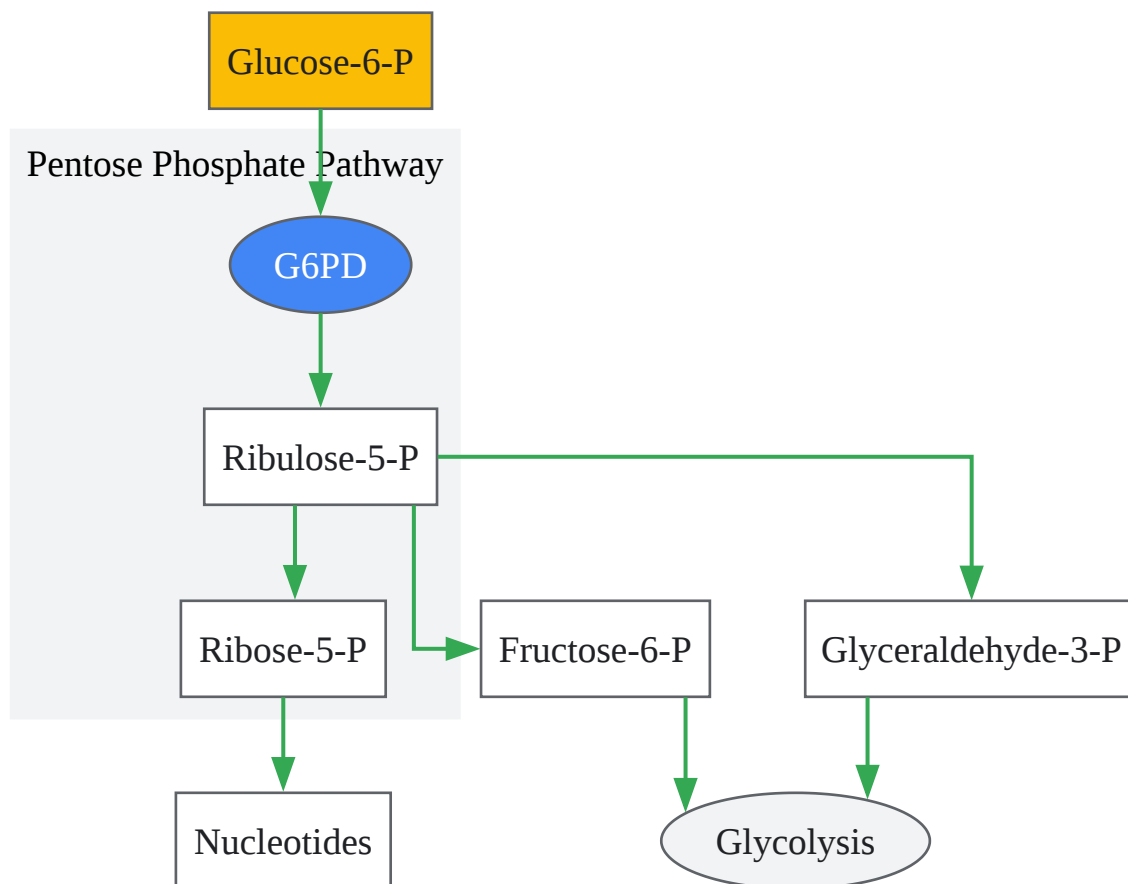 Glucose-6-P
Pentose Phosphate Pathway
G6PD
Ribulose-5-P
Ribose-5-P
Fructose-6-P
Glyceraldehyde-3-P
Nucleotides
Glycolysis